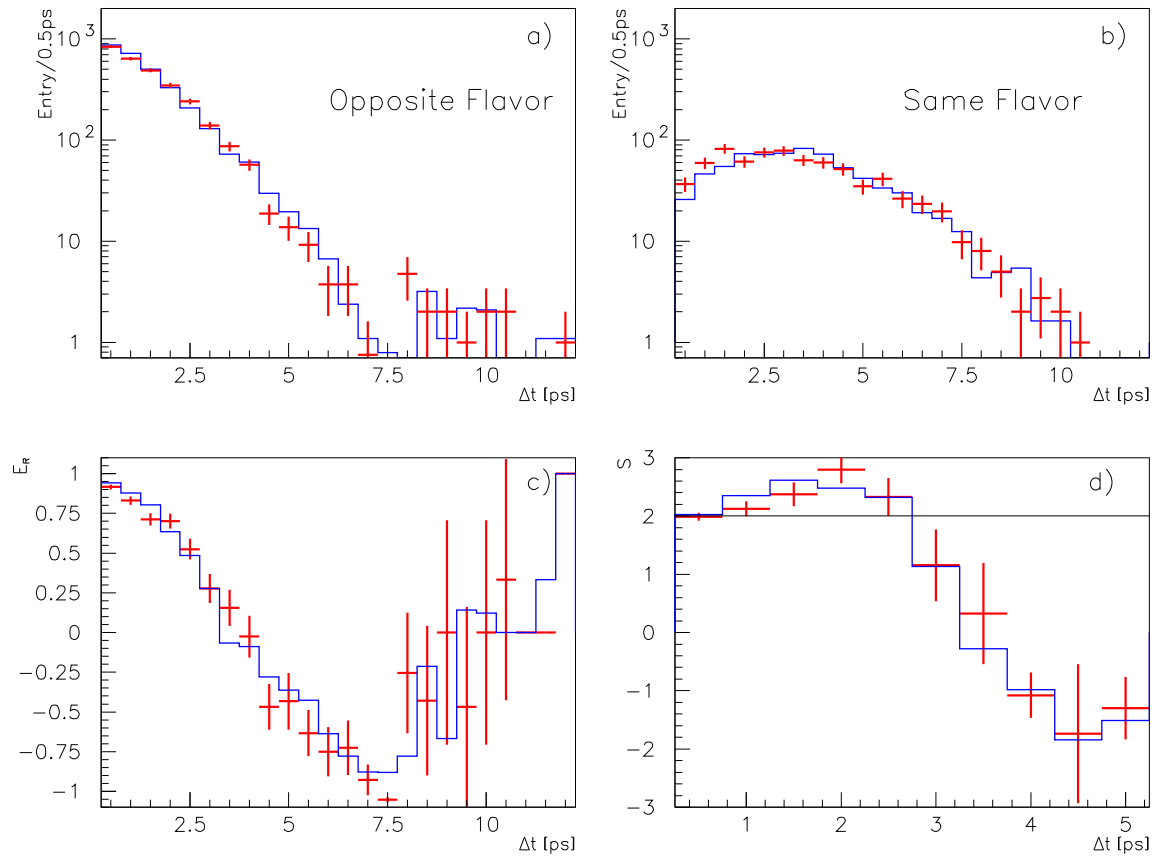 Entry/0.5ps
a)
Opposite Flavor
10³
10²
10
1
2.5
5
7.5
10
Δt [ps]
Entry/0.5ps
b)
Same Flavor
10³
10²
10
1
2.5
5
7.5
10
Δt [ps]
E_R
c)
1
0.75
0.5
0.25
0
−0.25
−0.5
−0.75
−1
2.5
5
7.5
10
Δt [ps]
S
d)
3
2
1
0
−1
−2
−3
1
2
3
4
5
Δt [ps]